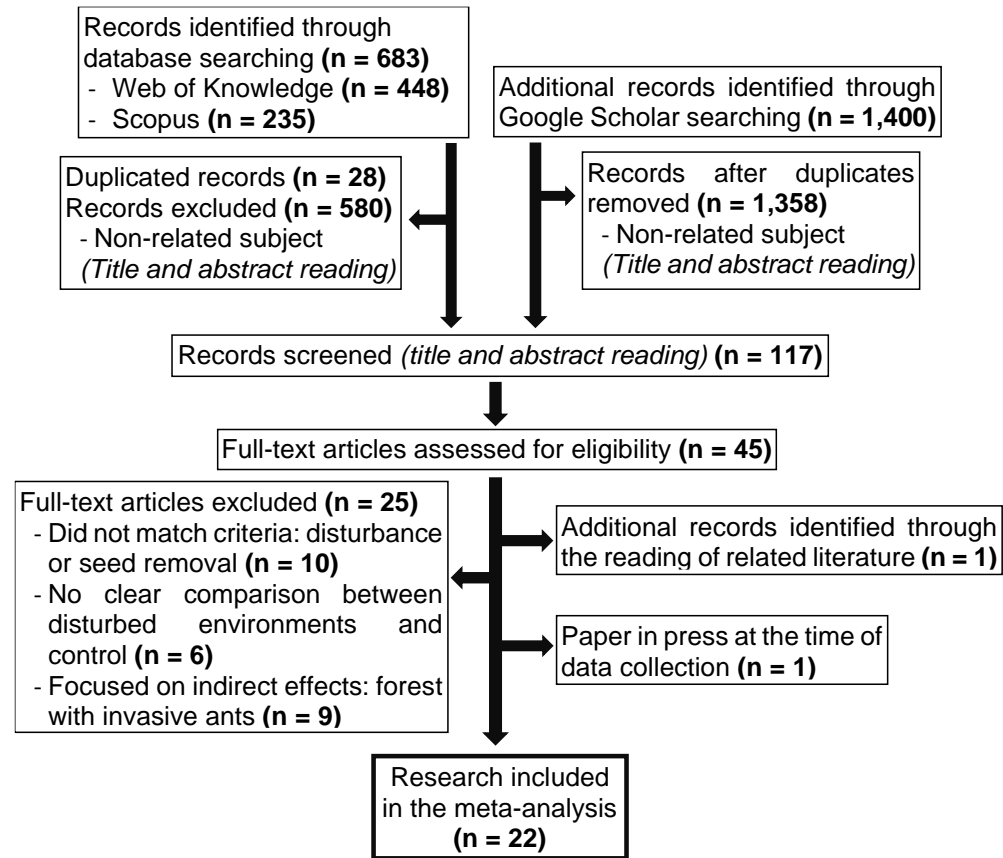 Records identified through
database searching (n = 683)
- Web of Knowledge (n = 448)
- Scopus (n = 235)
Additional records identified through
Google Scholar searching (n = 1,400)
Duplicated records (n = 28)
Records excluded (n = 580)
- Non-related subject
(Title and abstract reading)
Records after duplicates
removed (n = 1,358)
- Non-related subject
(Title and abstract reading)
Records screened (title and abstract reading) (n = 117)
Full-text articles assessed for eligibility (n = 45)
Full-text articles excluded (n = 25)
- Did not match criteria: disturbance
or seed removal (n = 10)
- No clear comparison between
disturbed environments and
control (n = 6)
- Focused on indirect effects: forest
with invasive ants (n = 9)
Additional records identified through
the reading of related literature (n = 1)
Paper in press at the time of
data collection (n = 1)
Research included
in the meta-analysis
(n = 22)